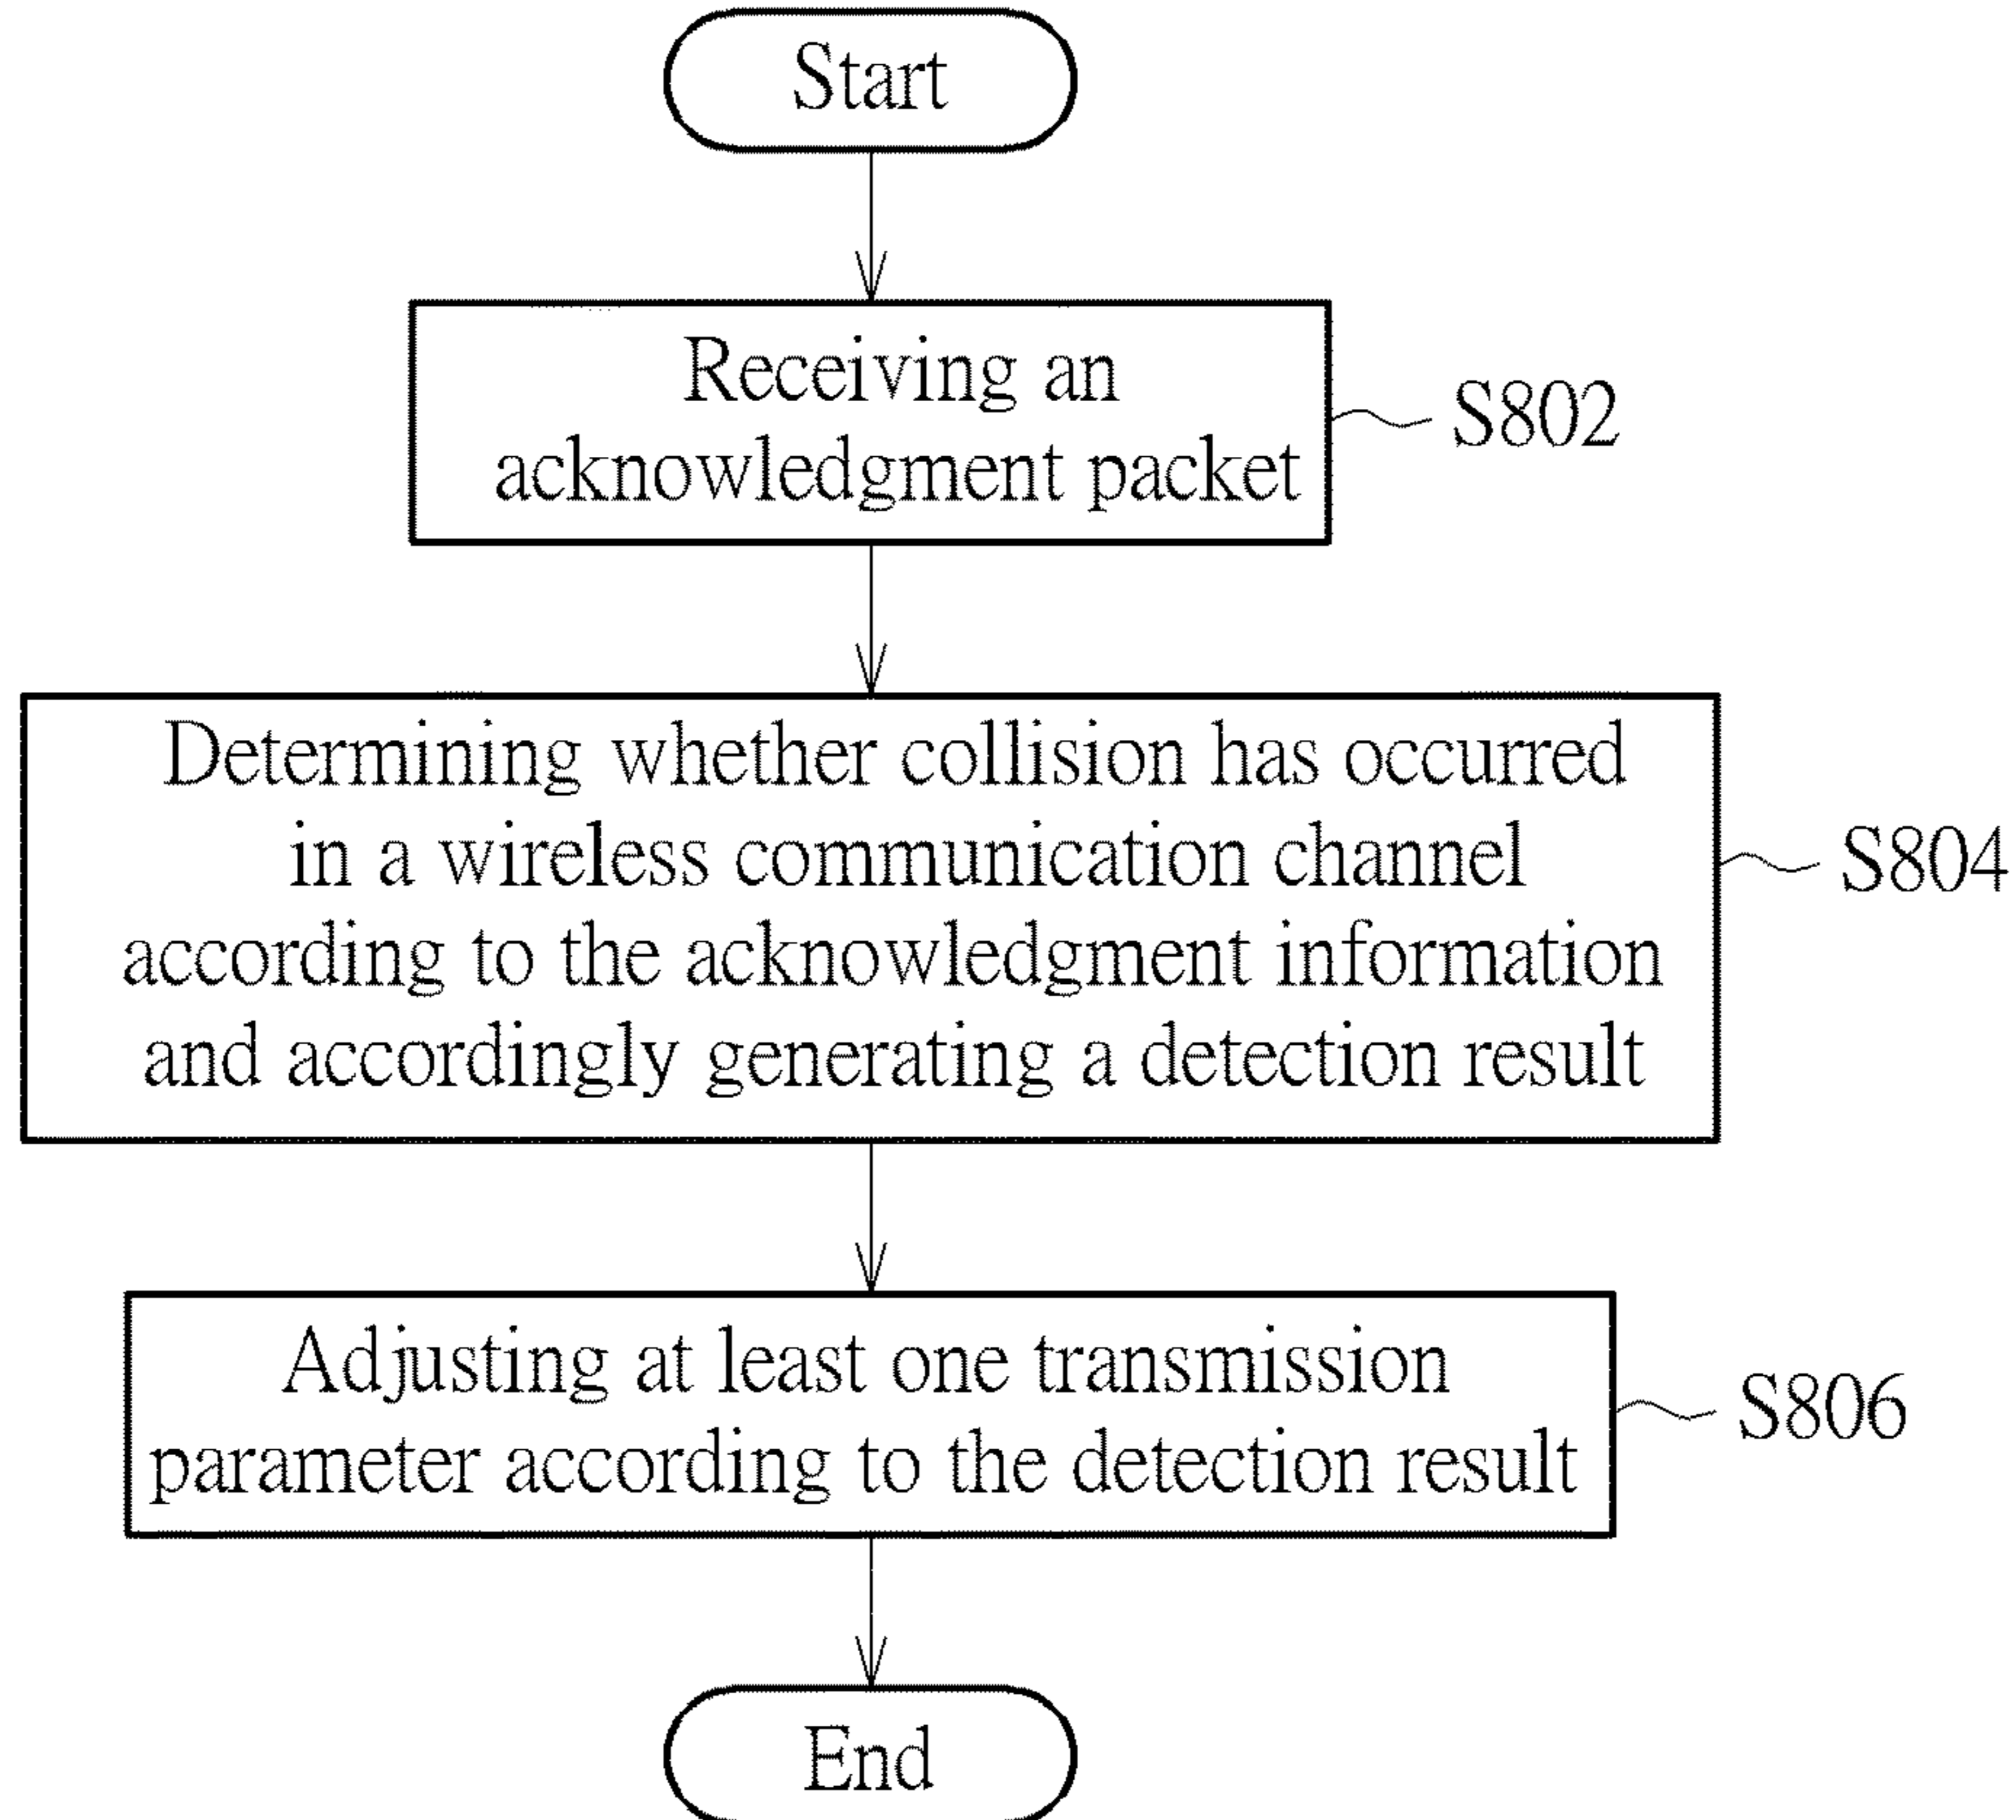 Start
Receiving an
acknowledgment packet
S802
Determining whether collision has occurred
in a wireless communication channel
according to the acknowledgment information
and accordingly generating a detection result
S804
Adjusting at least one transmission
parameter according to the detection result
S806
End